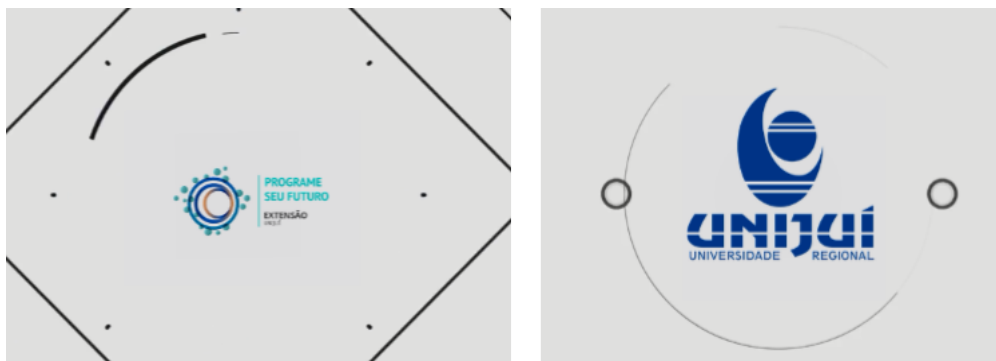 PROGRAME
SEU FUTURO
EXTENSÃO
UNIJUÍ
UNIVERSIDADE REGIONAL